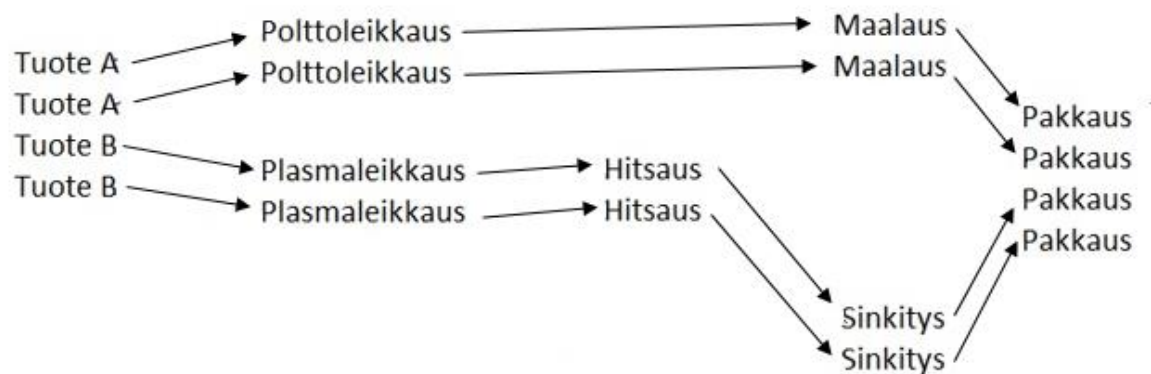 Tuote A
Tuote A
Tuote B
Tuote B
Polttoleikkaus
Polttoleikkaus
Plasmaleikkaus
Plasmaleikkaus
Hitsaus
Hitsaus
Maalaus
Maalaus
Sinkitys
Sinkitys
Pakkaus
Pakkaus
Pakkaus
Pakkaus